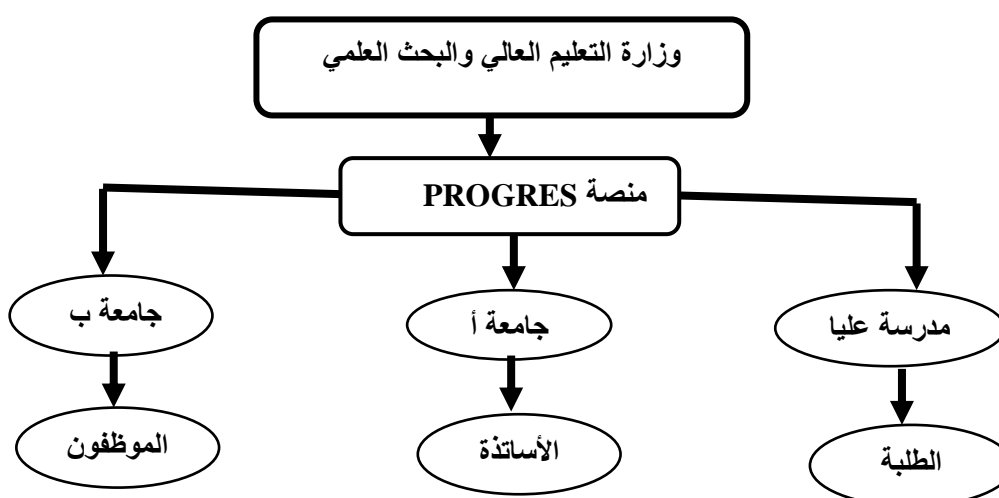 وزارة التعليم العالي والبحث العلمي
منصة PROGRES
مدرسة عليا
جامعة أ
جامعة ب
الطلبة
الأساتذة
الموظفون